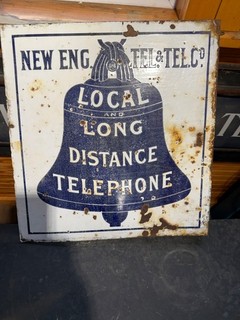 NEW ENG. TEL & TEL. Co
LOCAL
AND
LONG
DISTANCE
TELEPHONE